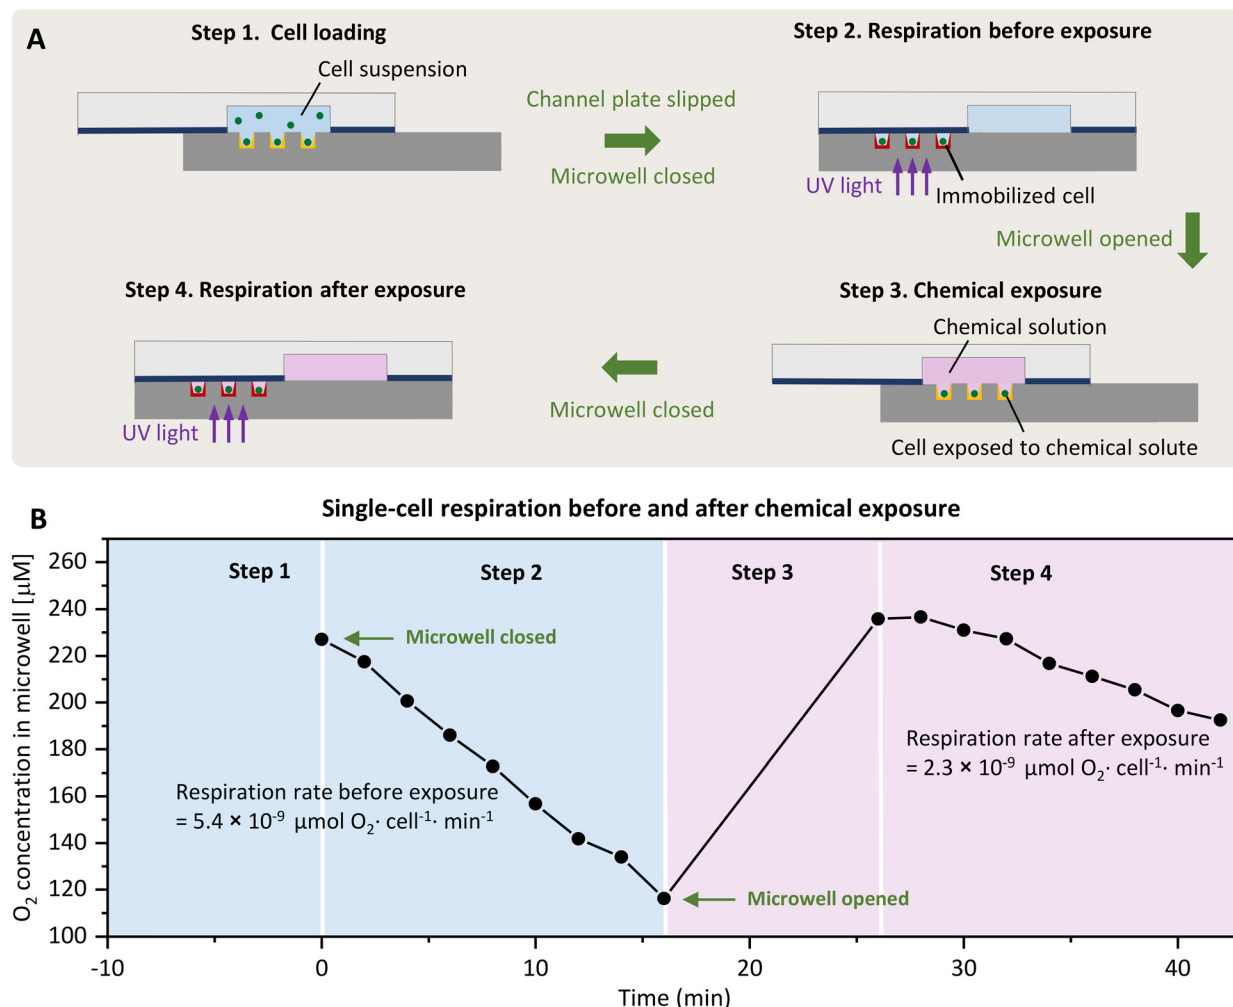 A
Step 1. Cell loading
Cell suspension
Channel plate slipped
Microwell closed
Step 2. Respiration before exposure
UV light
Immobilized cell
Microwell opened
Step 3. Chemical exposure
Chemical solution
Cell exposed to chemical solute
Microwell closed
Step 4. Respiration after exposure
UV light
B
Single-cell respiration before and after chemical exposure
O₂ concentration in microwell [µM]
260
240
220
200
180
160
140
120
100
Step 1
Step 2
Step 3
Step 4
Microwell closed
Respiration rate before exposure
= 5.4 × 10⁻⁹ µmol O₂· cell⁻¹· min⁻¹
Microwell opened
Respiration rate after exposure
= 2.3 × 10⁻⁹ µmol O₂· cell⁻¹· min⁻¹
-10 0 10 20 30 40
Time (min)